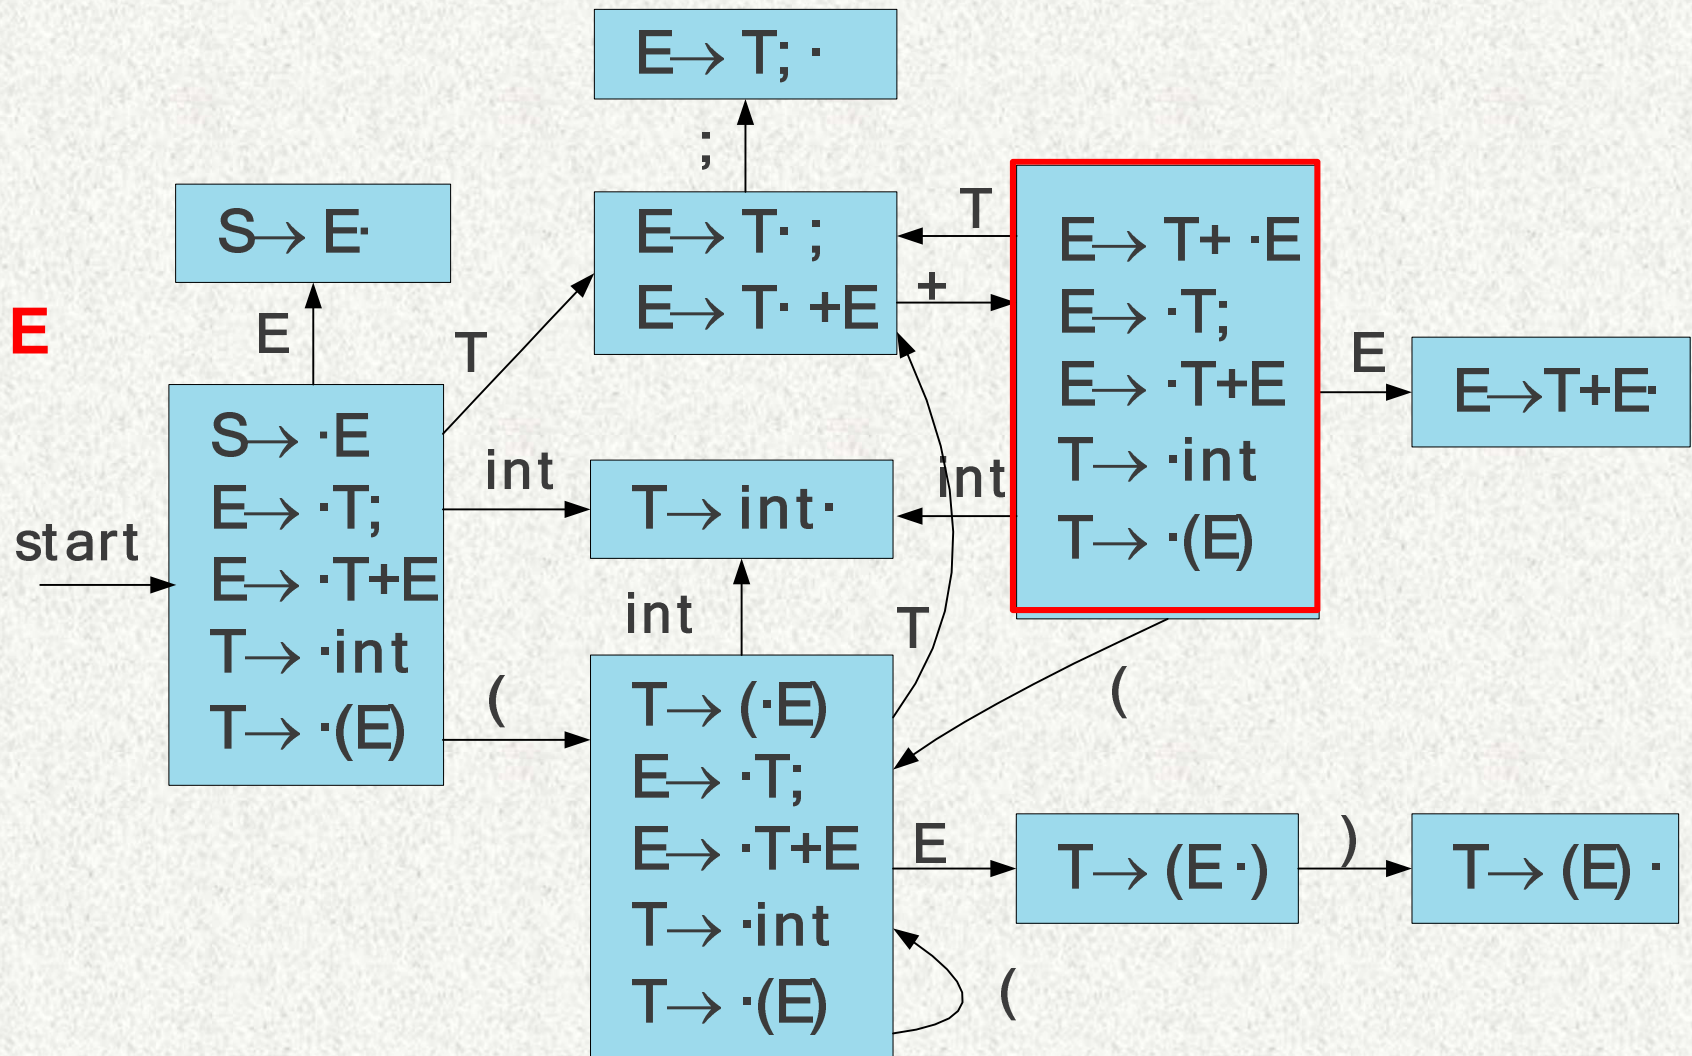 E→ T; ·
;
S→ E·
E→ T· ;
E→ T· +E
T
+
E→ T+ ·E
E→ ·T;
E→ ·T+E
T→ ·int
T→ ·(E)
E
E
T
E
E→T+E·
start
S→ ·E
E→ ·T;
E→ ·T+E
T→ ·int
T→ ·(E)
int
T→ int·
int
int
T
(
(
T→ (·E)
E→ ·T;
E→ ·T+E
T→ ·int
T→ ·(E)
E
T→ (E ·)
)
T→ (E) ·
(